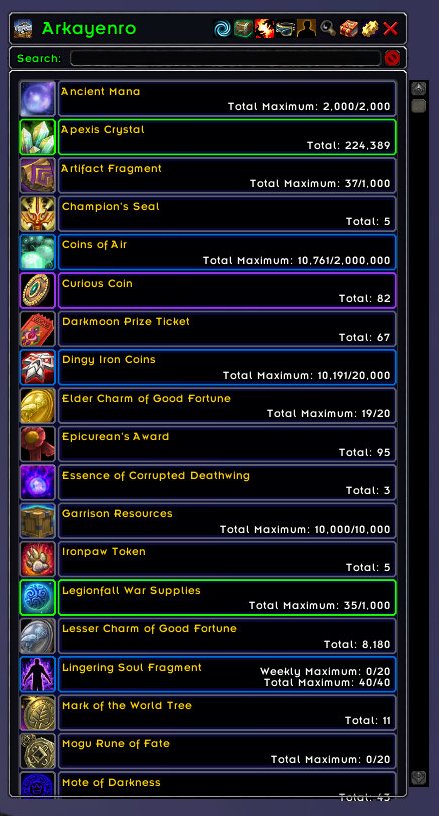 Arkayenro
Search:
Ancient Mana
Total Maximum: 2,000/2,000
Apexis Crystal
Total: 224,389
Artifact Fragment
Total Maximum: 37/1,000
Champion's Seal
Total: 5
Coins of Air
Total Maximum: 10,761/2,000,000
Curious Coin
Total: 82
Darkmoon Prize Ticket
Total: 67
Dingy Iron Coins
Total Maximum: 10,191/20,000
Elder Charm of Good Fortune
Total Maximum: 19/20
Epicurean's Award
Total: 95
Essence of Corrupted Deathwing
Total: 3
Garrison Resources
Total Maximum: 10,000/10,000
Ironpaw Token
Total: 5
Legionfall War Supplies
Total Maximum: 35/1,000
Lesser Charm of Good Fortune
Total: 8,180
Lingering Soul Fragment
Weekly Maximum: 0/20
Total Maximum: 40/40
Mark of the World Tree
Total: 11
Mogu Rune of Fate
Total Maximum: 0/20
Mote of Darkness
Total: 43